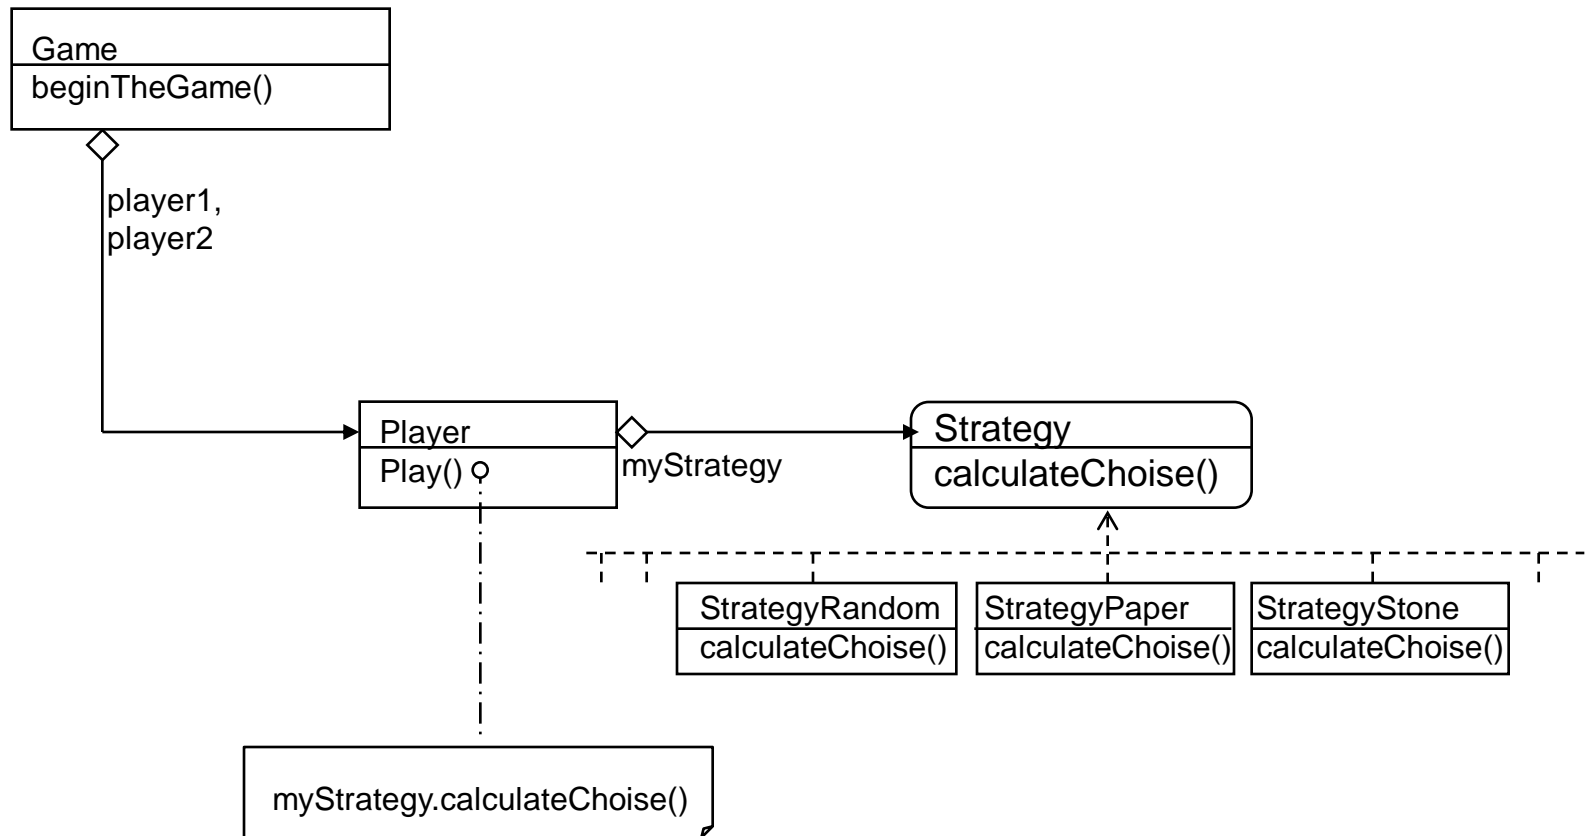 Game
beginTheGame()
player1,
player2
Player
Play()
myStrategy
Strategy
calculateChoise()
StrategyRandom
calculateChoise()
StrategyPaper
calculateChoise()
StrategyStone
calculateChoise()
myStrategy.calculateChoise()